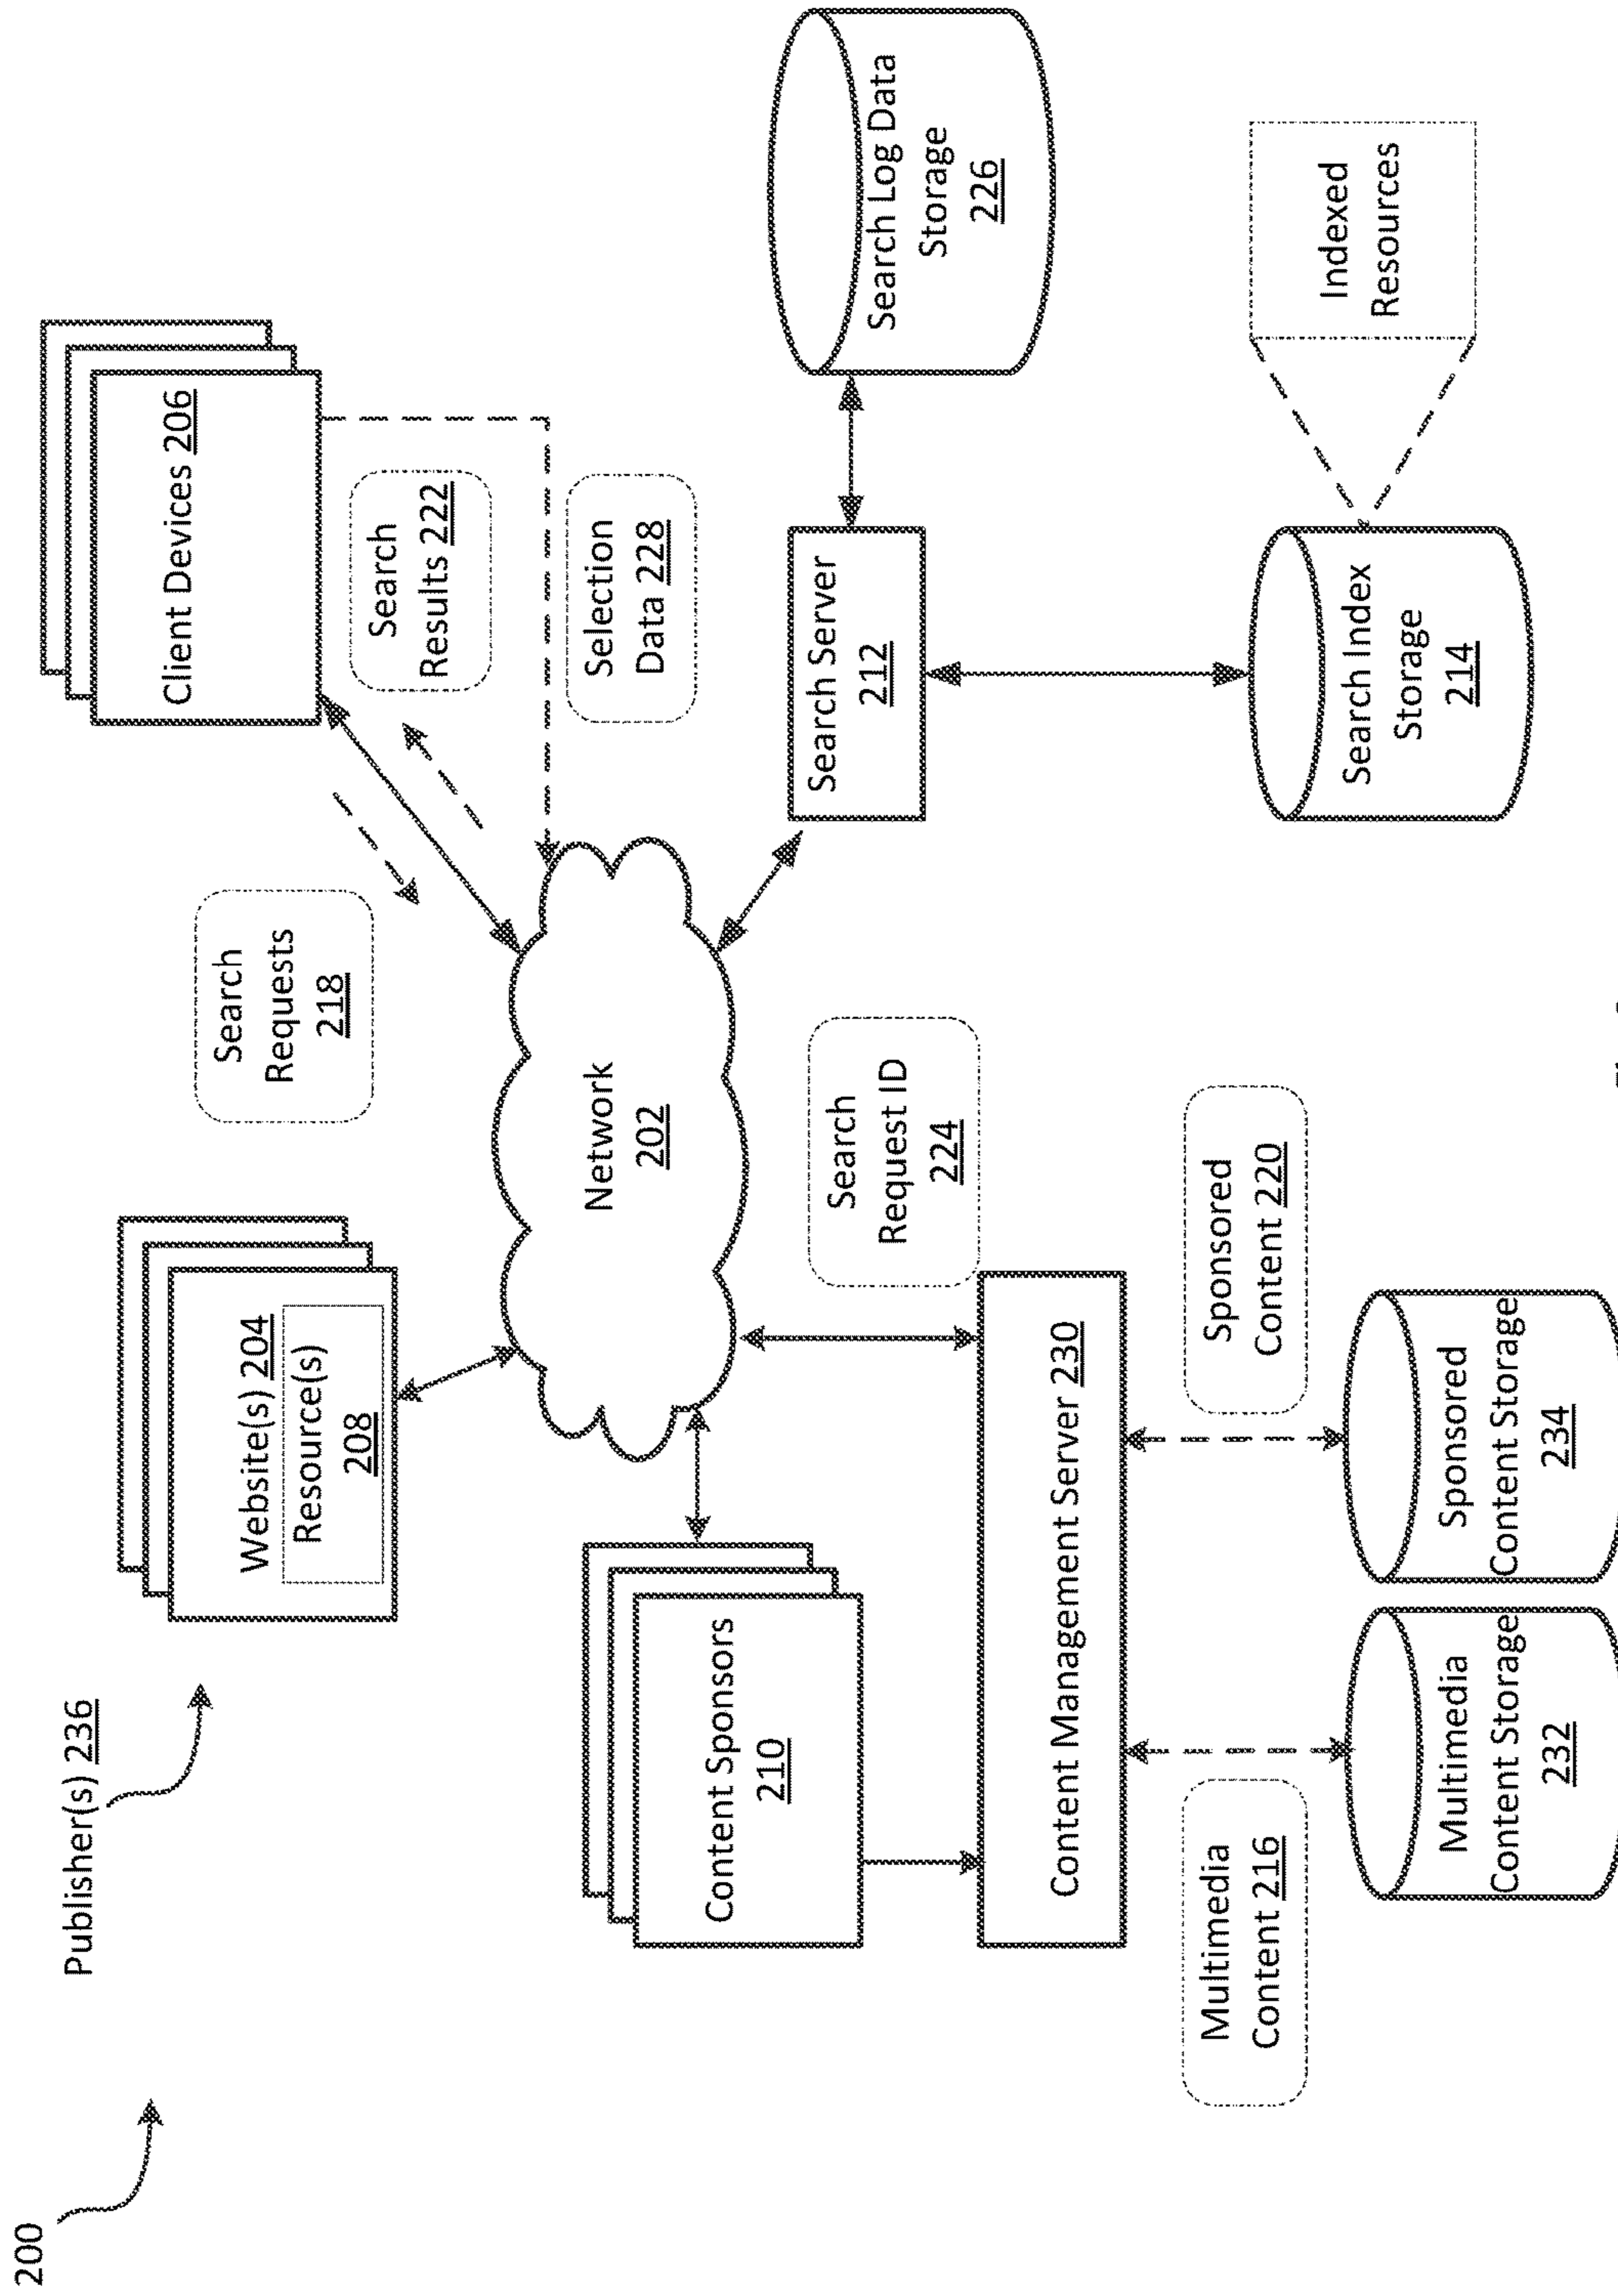 200
Publisher(s) 236
Website(s) 204
Resource(s)
208
Search
Requests
218
Client Devices 206
Search
Results 222
Selection
Data 228
Network
202
Content Sponsors
210
Search
Request ID
224
Search Server
212
Search Log Data
Storage
226
Content Management Server 230
Multimedia
Content 216
Sponsored
Content 220
Multimedia
Content Storage
232
Sponsored
Content Storage
234
Search Index
Storage
214
Indexed
Resources